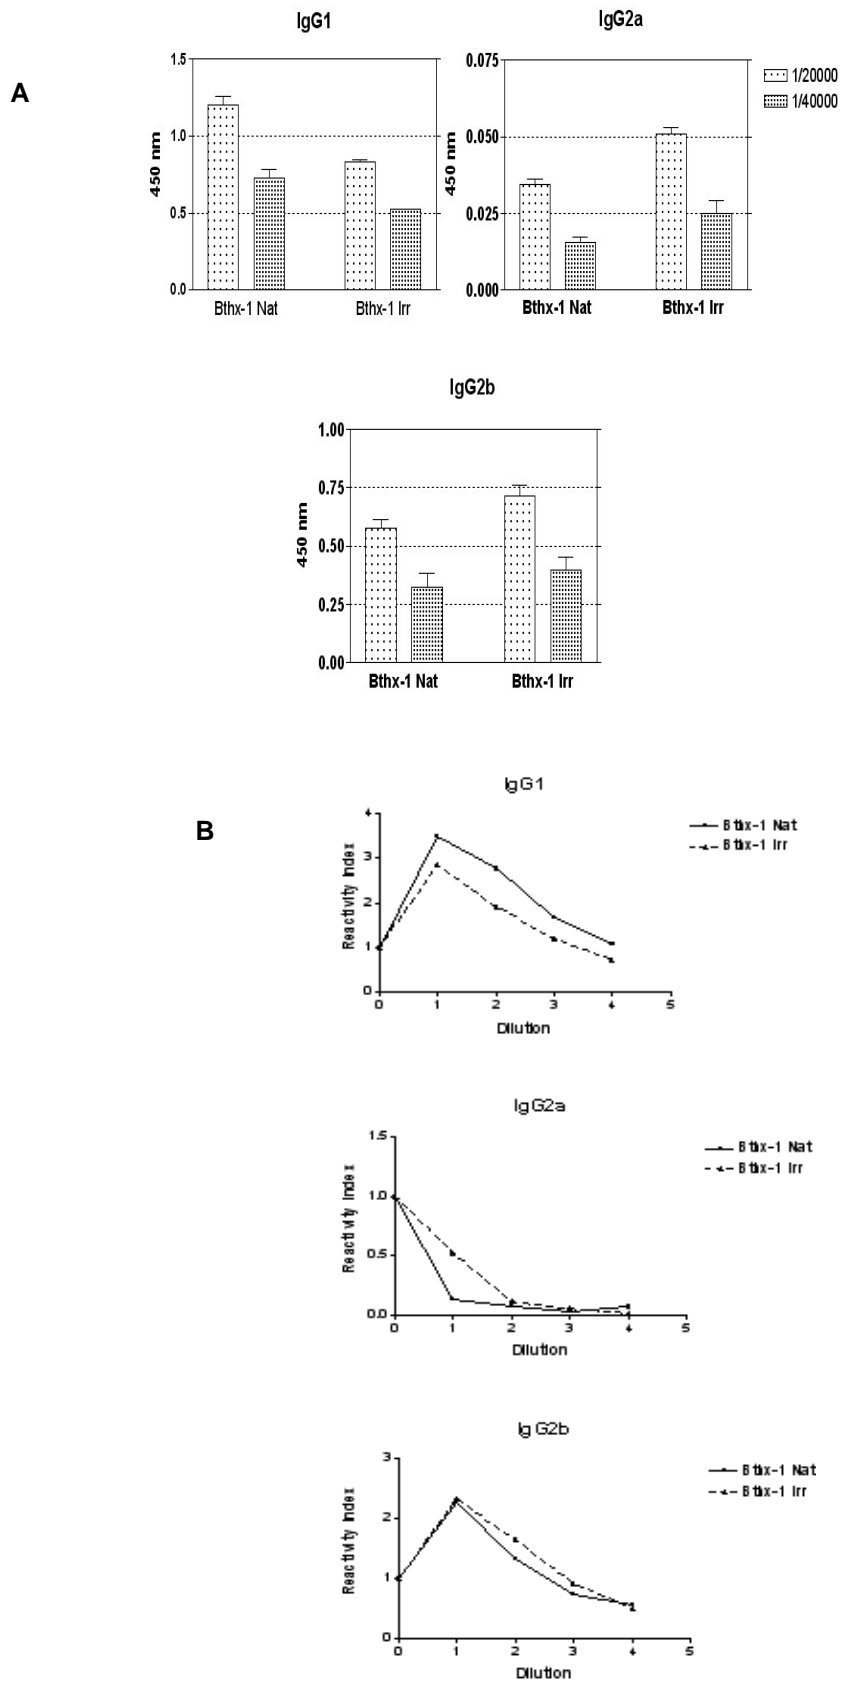 IgG1
IgG2a
A
1.5
1.0
0.5
0.0
450 nm
Bthx-1 Nat
Bthx-1 Irr
0.075
0.050
0.025
0.000
450 nm
Bthx-1 Nat
Bthx-1 Irr
1/20000
1/40000
IgG2b
1.00
0.75
0.50
0.25
0.00
450 nm
Bthx-1 Nat
Bthx-1 Irr
B
IgG1
4
3
2
1
0
Reactivity Index
0 1 2 3 4 5
Dilution
Bthx-1 Nat
Bthx-1 Irr
IgG2a
1.5
1.0
0.5
0.0
Reactivity Index
0 1 2 3 4 5
Dilution
Bthx-1 Nat
Bthx-1 Irr
IgG2b
3
2
1
0
Reactivity Index
0 1 2 3 4 5
Dilution
Bthx-1 Nat
Bthx-1 Irr